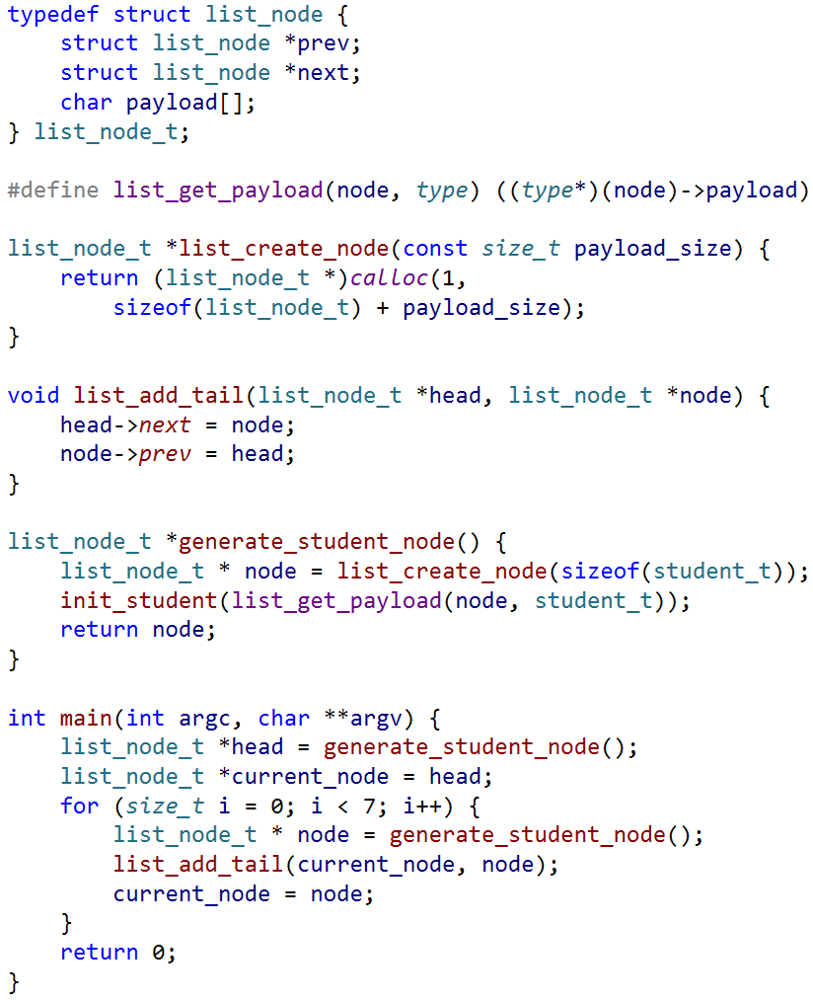 typedef struct list_node {
    struct list_node *prev;
    struct list_node *next;
    char payload[];
} list_node_t;

#define list_get_payload(node, type) ((type*)(node)->payload)

list_node_t *list_create_node(const size_t payload_size) {
    return (list_node_t *)calloc(1,
        sizeof(list_node_t) + payload_size);
}

void list_add_tail(list_node_t *head, list_node_t *node) {
    head->next = node;
    node->prev = head;
}

list_node_t *generate_student_node() {
    list_node_t * node = list_create_node(sizeof(student_t));
    init_student(list_get_payload(node, student_t));
    return node;
}

int main(int argc, char **argv) {
    list_node_t *head = generate_student_node();
    list_node_t *current_node = head;
    for (size_t i = 0; i < 7; i++) {
        list_node_t * node = generate_student_node();
        list_add_tail(current_node, node);
        current_node = node;
    }
    return 0;
}